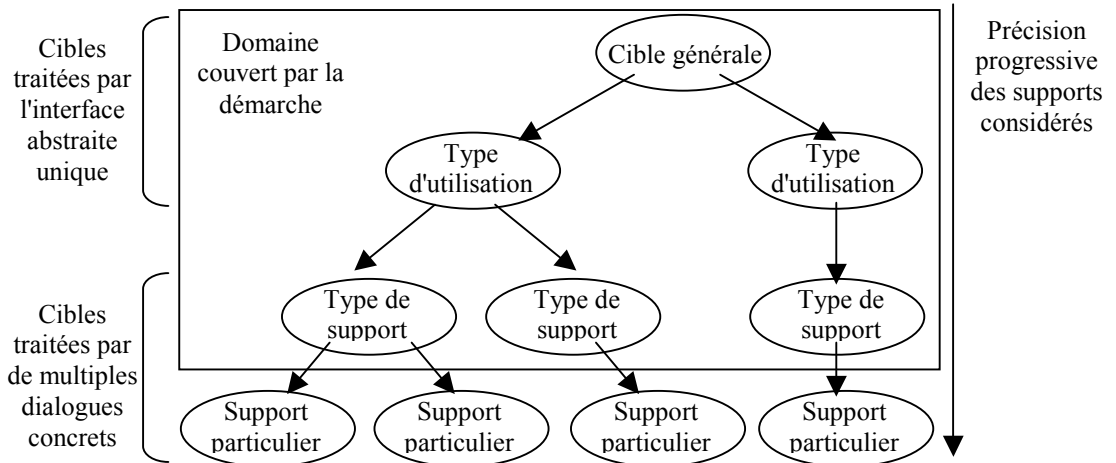 Cibles
traitées par
l'interface
abstraite
unique
Domaine
couvert par la
démarche
Cible générale
Précision
progressive
des supports
considérés
Type
d'utilisation
Type
d'utilisation
Cibles
traitées par
de multiples
dialogues
concrets
Type de
support
Type de
support
Type de
support
Support
particulier
Support
particulier
Support
particulier
Support
particulier